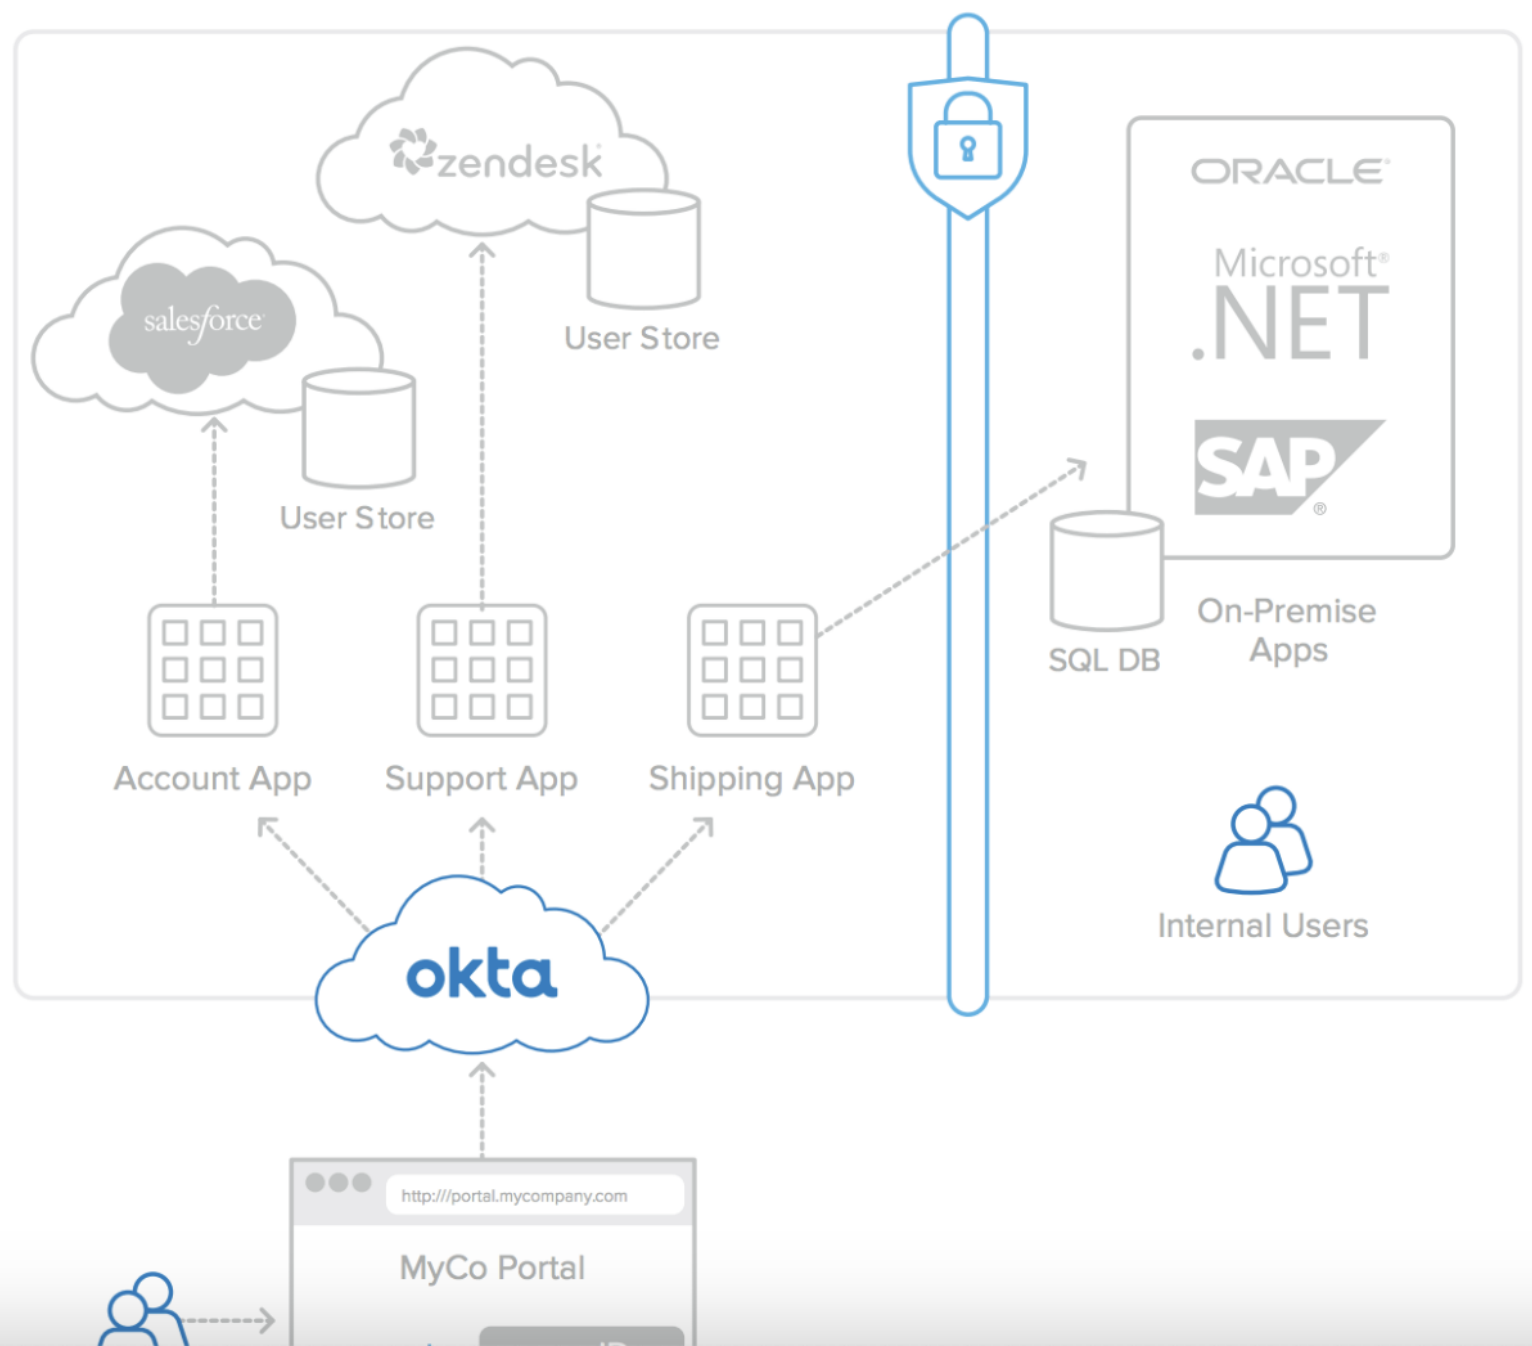 zendesk
ORACLE®
Microsoft®
.NET
salesforce
User Store
SAP®
User Store
On-Premise
Apps
SQL DB
Account App
Support App
Shipping App
Internal Users
okta
http:///portal.mycompany.com
MyCo Portal